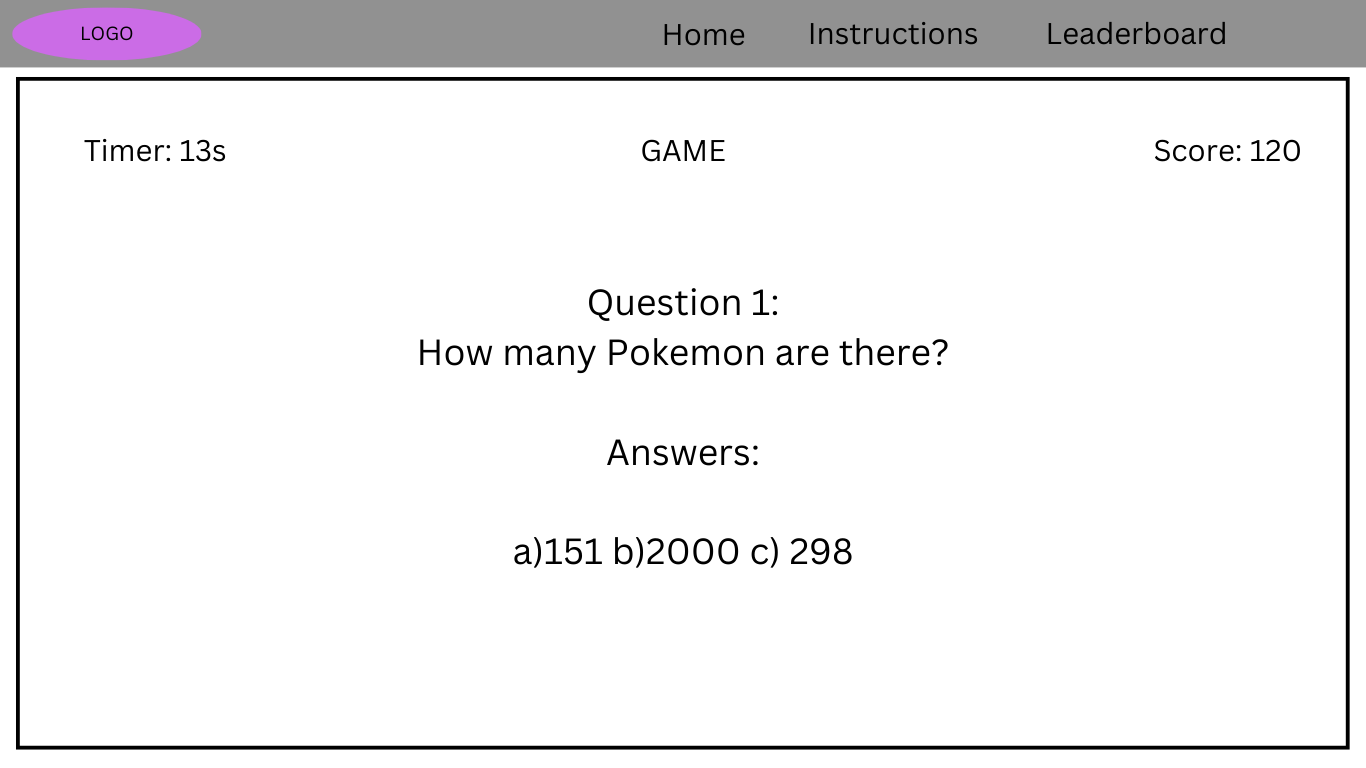 LOGO Home Instructions Leaderboard
Timer: 13s GAME Score: 120
Question 1:
How many Pokemon are there?
Answers:
a)151 b)2000 c) 298